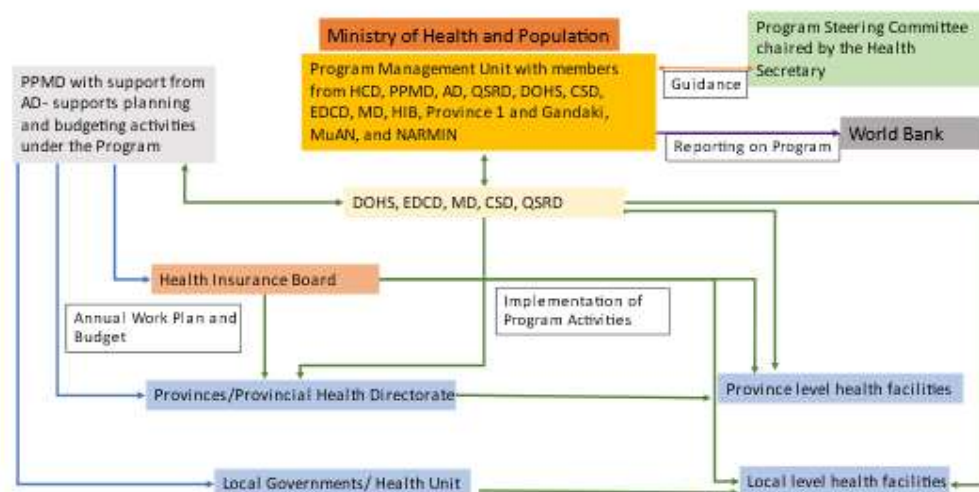 Ministry of Health and Population
Program Steering Committee
chaired by the Health
Secretary
Program Management Unit with members
from HCD, PPMD, AD, QSRD, DOHS, CSD,
EDCD, MD, HIB, Province 1 and Gandaki,
MuAN, and NARMIN
Guidance
PPMD with support from
AD- supports planning
and budgeting activities
under the Program
World Bank
Reporting on Program
DOHS, EDCD, MD, CSD, QSRD
Health Insurance Board
Annual Work Plan and
Budget
Implementation of
Program Activities
Provinces/Provincial Health Directorate
Province level health facilities
Local Governments/ Health Unit
Local level health facilities